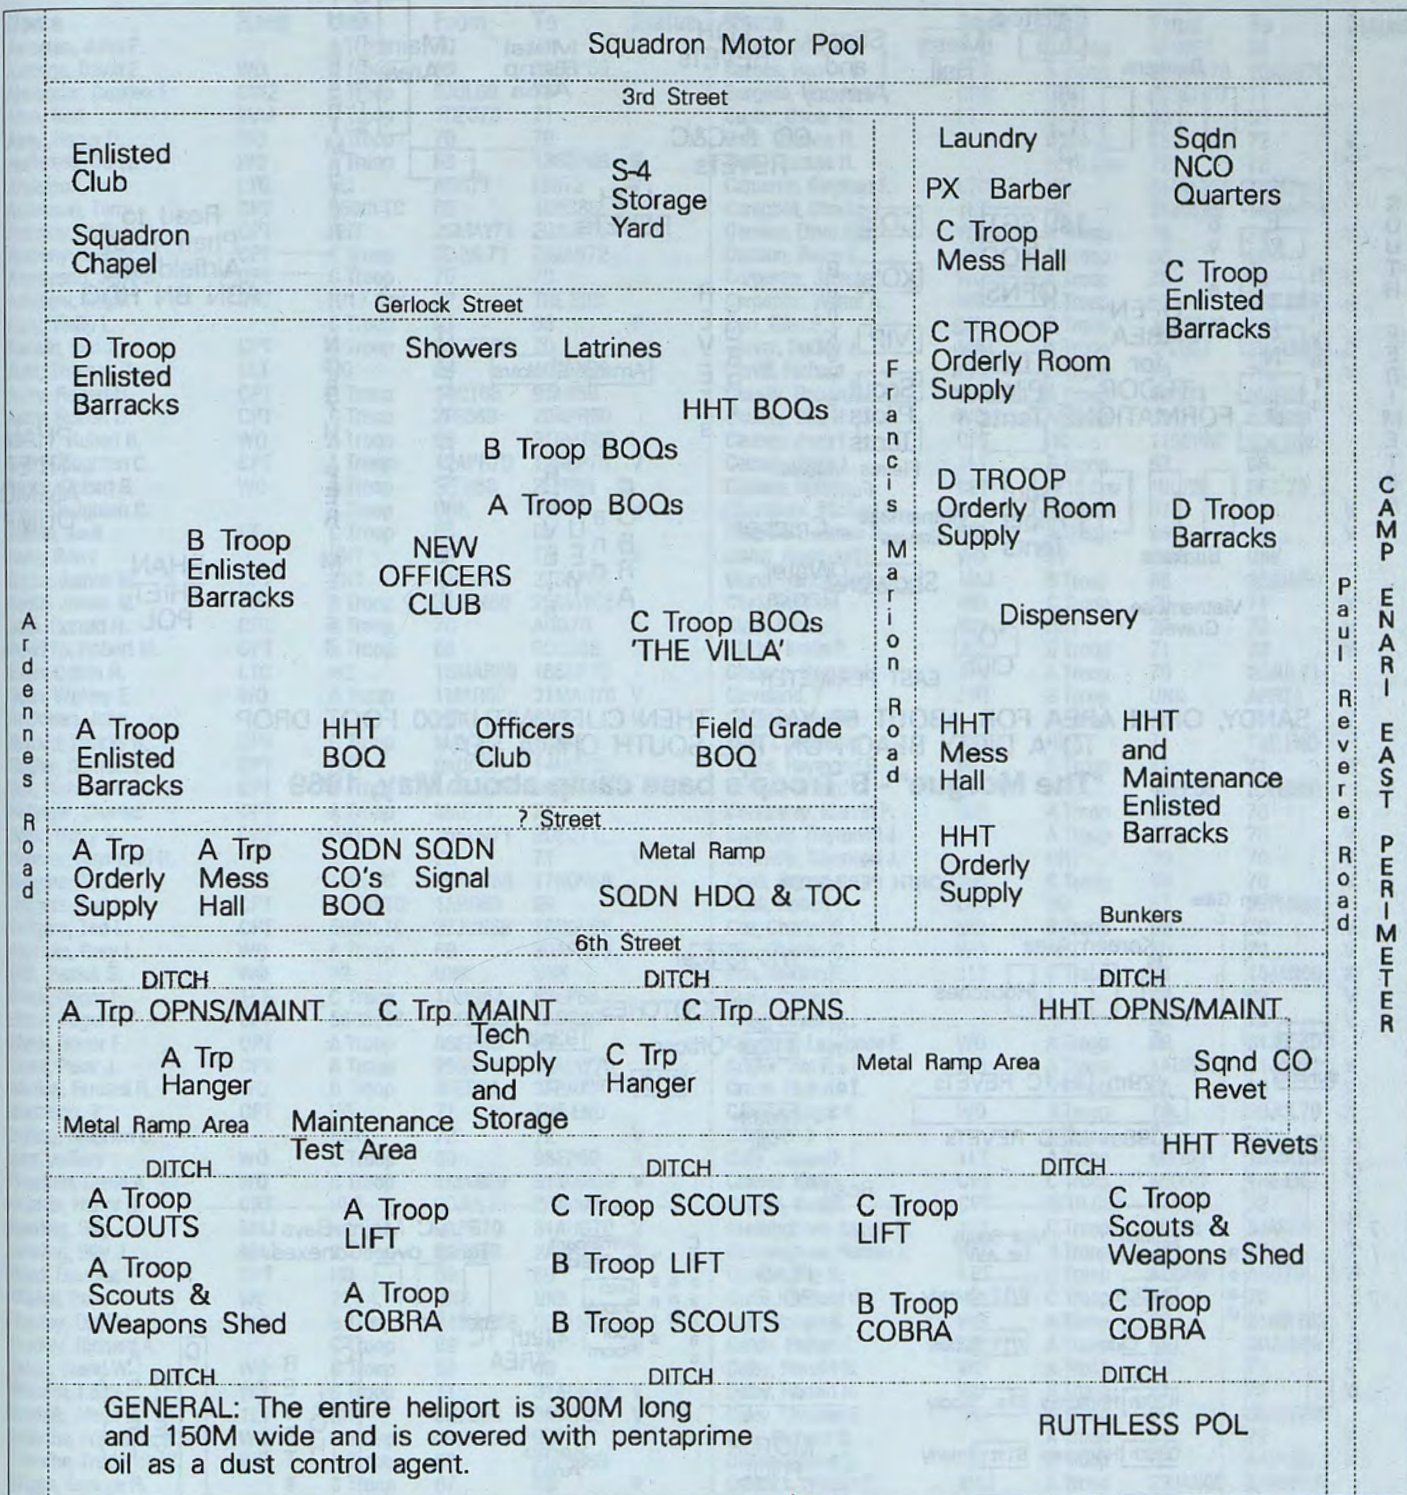 Squadron Motor Pool
3rd Street
Enlisted
Club
Squadron
Chapel
S-4
Storage
Yard
Laundry
PX Barber
C Troop
Mess Hall
Sqdn
NCO
Quarters
C Troop
Enlisted
Barracks
Gerlock Street
D Troop
Enlisted
Barracks
Showers Latrines
HHT BOQs
B Troop BOQs
A Troop BOQs
B Troop
Enlisted
Barracks
NEW
OFFICERS
CLUB
C Troop BOQs
'THE VILLA'
A Troop
Enlisted
Barracks
HHT
BOQ
Officers
Club
Field Grade
BOQ
Francis Marion Road
C TROOP
Orderly Room
Supply
D TROOP
Orderly Room
Supply
D Troop
Barracks
Dispensery
HHT
Mess
Hall
HHT
and
Maintenance
Enlisted
Barracks
HHT
Orderly
Supply
Bunkers
Ardennes Road
Paul Revere Road
CAMP ENARI EAST PERIMETER
? Street
A Trp
Orderly
Supply
A Trp
Mess
Hall
SQDN
CO's
BOQ
SQDN
Signal
Metal Ramp
SQDN HDQ & TOC
6th Street
DITCH DITCH DITCH
A Trp OPNS/MAINT C Trp MAINT C Trp OPNS HHT OPNS/MAINT
A Trp
Hanger
Tech
Supply
and
Storage
C Trp
Hanger
Metal Ramp Area
Sqnd CO
Revet
Metal Ramp Area
Maintenance
Test Area
HHT Revets
DITCH DITCH DITCH
A Troop
SCOUTS
A Troop
LIFT
C Troop SCOUTS
C Troop
LIFT
C Troop
Scouts &
Weapons Shed
B Troop LIFT
A Troop
Scouts &
Weapons Shed
A Troop
COBRA
B Troop SCOUTS
B Troop
COBRA
C Troop
COBRA
DITCH DITCH DITCH
GENERAL: The entire heliport is 300M long
and 150M wide and is covered with pentaprime
oil as a dust control agent.
RUTHLESS POL